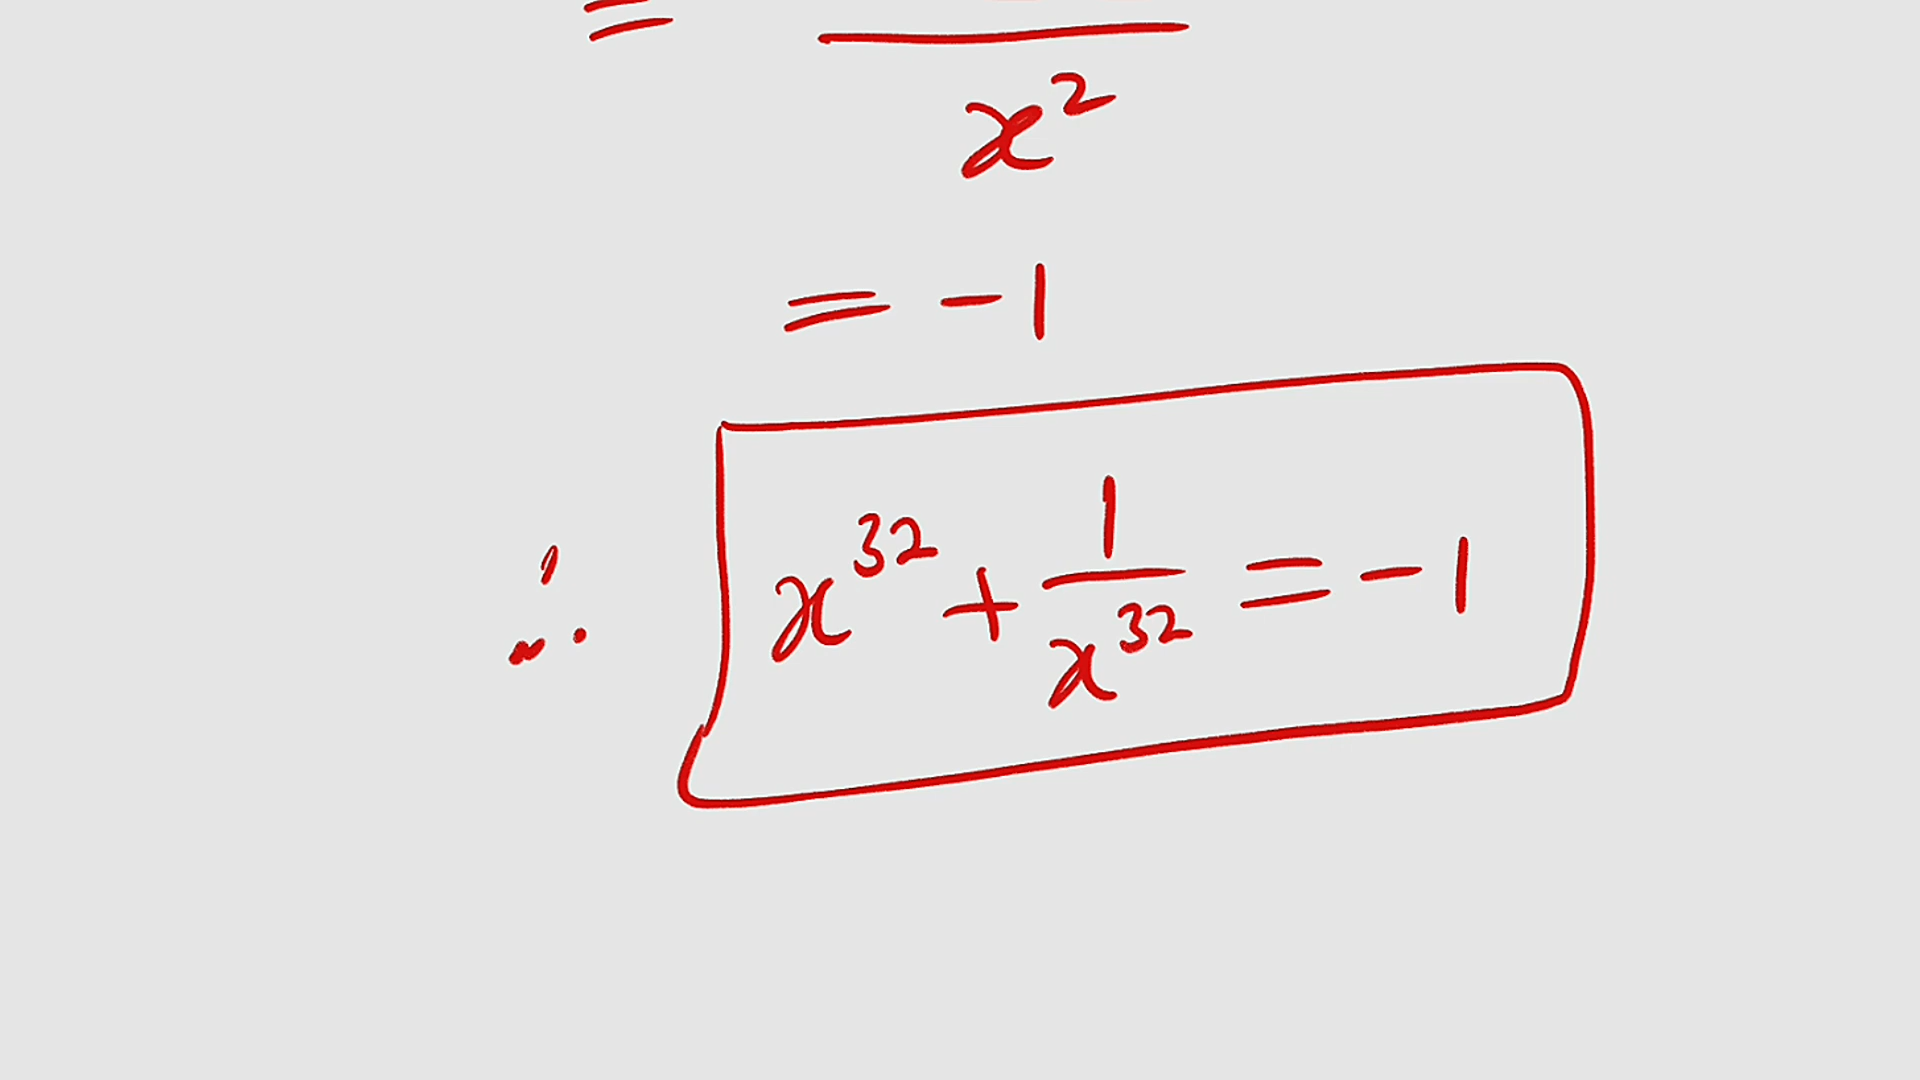 = ─── / x²
= -1
∴ x³² + 1/x³² = -1